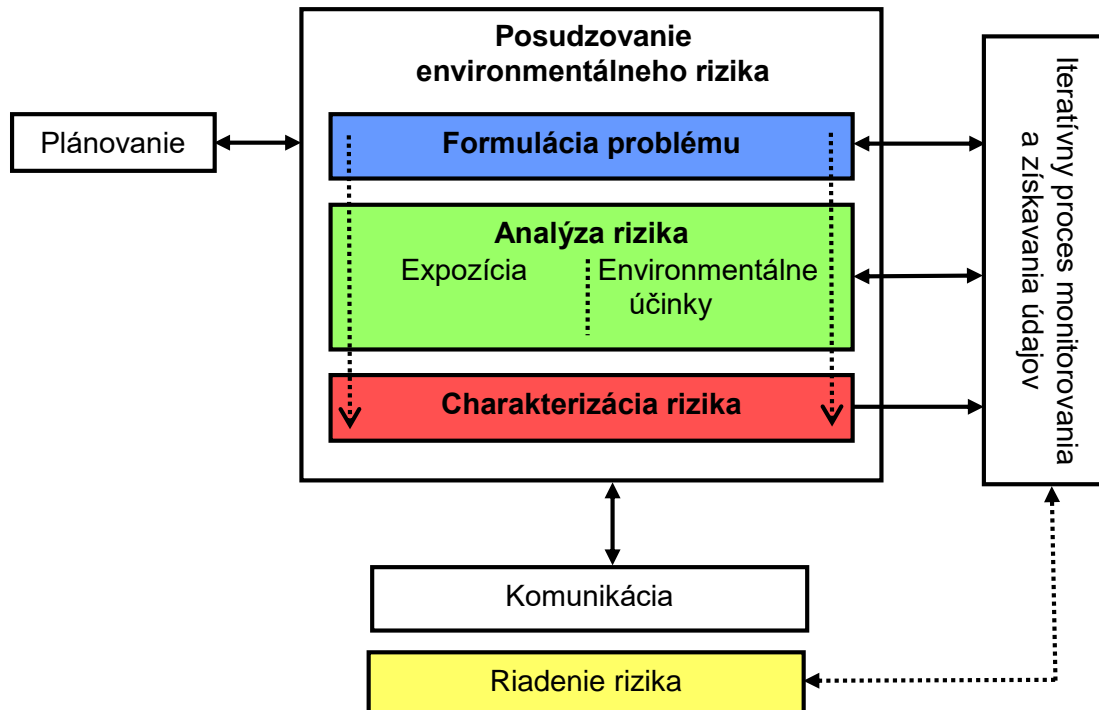 Posudzovanie
environmentálneho rizika
Plánovanie
Formulácia problému
Analýza rizika
Expozícia
Environmentálne
účinky
Charakterizácia rizika
Iteratívny proces monitorovania
a získavania údajov
Komunikácia
Riadenie rizika